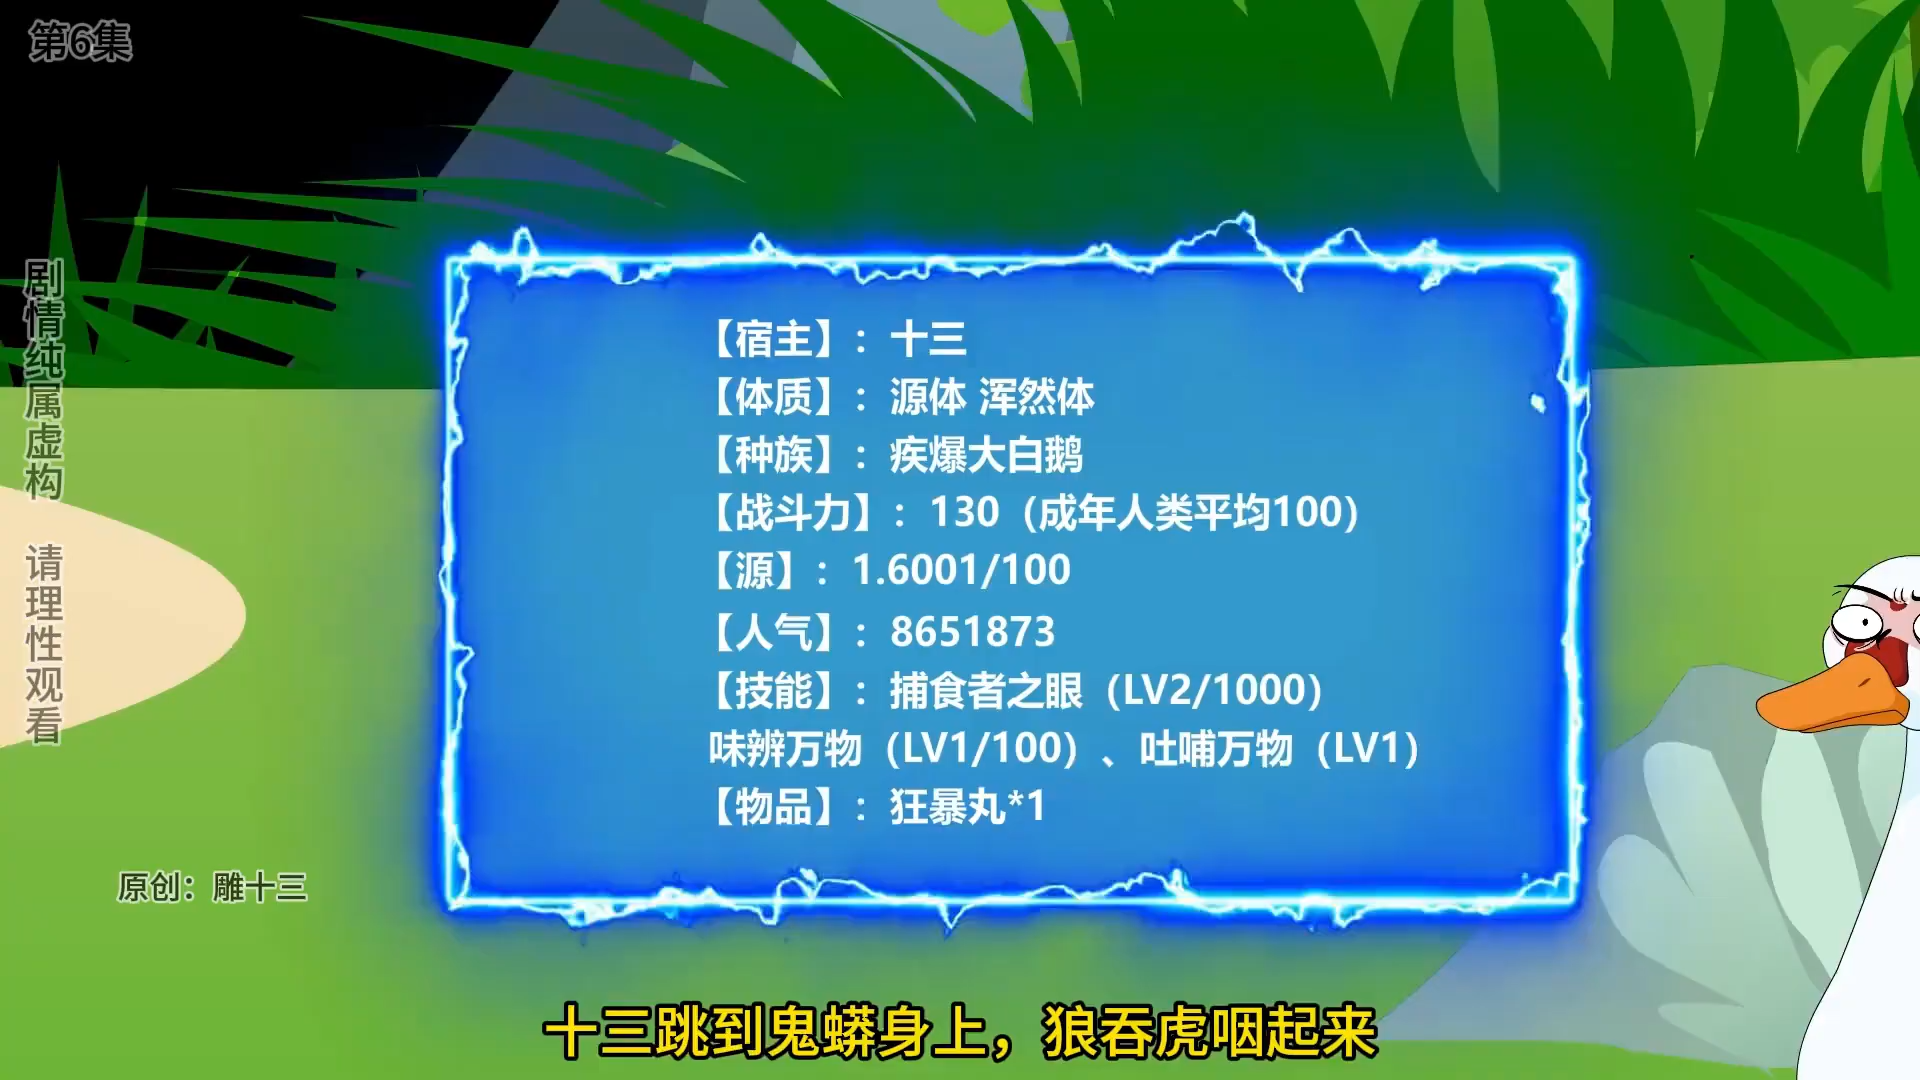 第6集
剧情纯属虚构 请理性观看
【宿主】：十三
【体质】：源体 浑然体
【种族】：疾爆大白鹅
【战斗力】：130（成年人类平均100）
【源】：1.6001/100
【人气】：8651873
【技能】：捕食者之眼（LV2/1000）
味辨万物（LV1/100）、吐哺万物（LV1）
【物品】：狂暴丸*1
原创：雕十三
十三跳到鬼蟒身上，狼吞虎咽起来